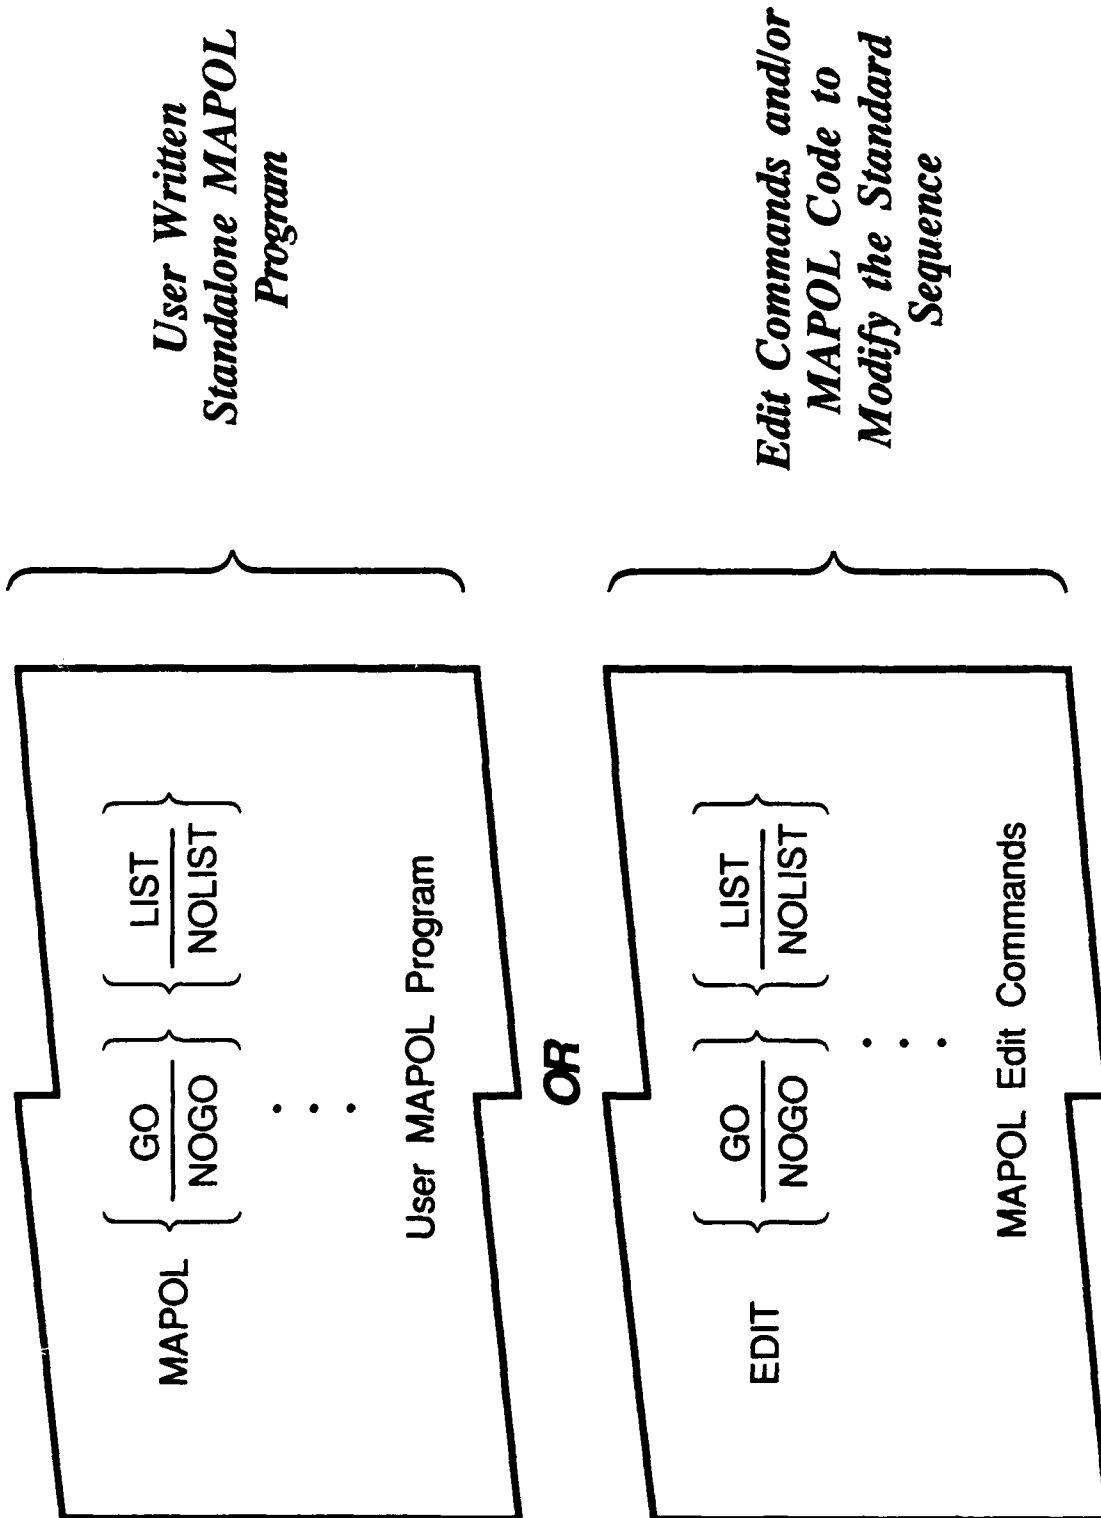 MAPOL { GO / NOGO } { LIST / NOLIST }
. . .
User MAPOL Program
User Written
Standalone MAPOL
Program
OR
EDIT { GO / NOGO } { LIST / NOLIST }
. . .
MAPOL Edit Commands
Edit Commands and/or
MAPOL Code to
Modify the Standard
Sequence